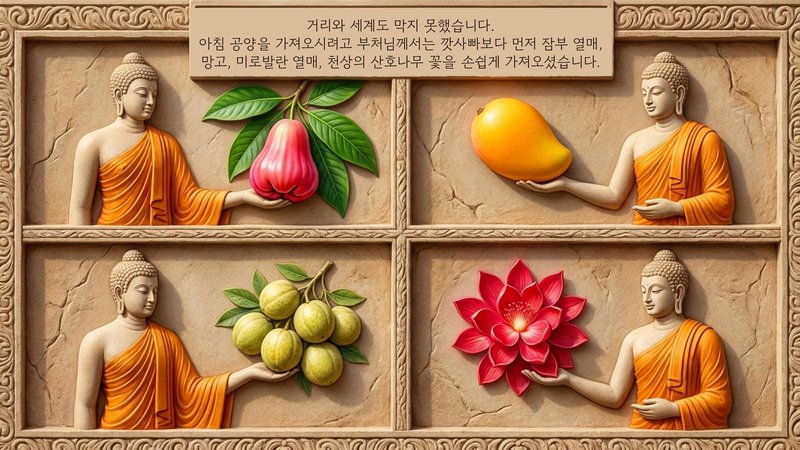 거리와 세계도 막지 못했습니다.
아침 공양을 가져오시려고 부처님께서는 깟사빠보다 먼저 잠부 열매,
망고, 미로발란 열매, 천상의 산호나무 꽃을 손쉽게 가져오셨습니다.